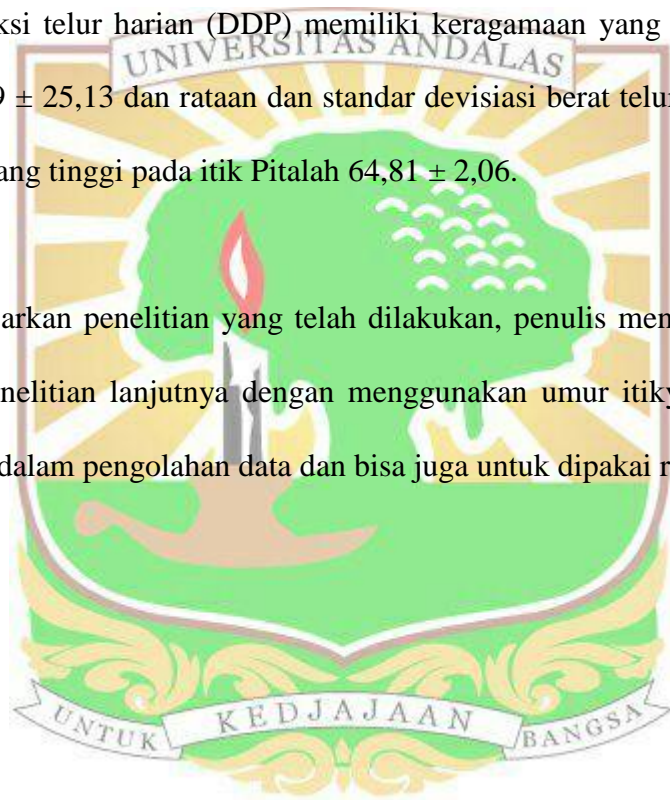 ksi telur harian (DDP) memiliki keragamaan yang
UNIVERSITAS ANDALAS
9 ± 25,13 dan rataan dan standar devisiasi berat telur
ang tinggi pada itik Pitalah 64,81 ± 2,06.
arkan penelitian yang telah dilakukan, penulis men
nelitian lanjutnya dengan menggunakan umur itiky
dalam pengolahan data dan bisa juga untuk dipakai r
UNTUK KEDJAJAAN BANGSA